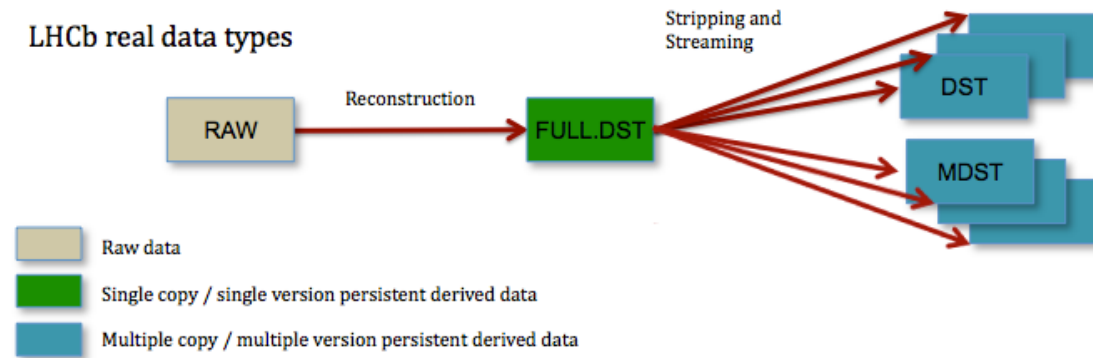 LHCb real data types
Stripping and
Streaming
Reconstruction
RAW
FULL.DST
DST
MDST
Raw data
Single copy / single version persistent derived data
Multiple copy / multiple version persistent derived data